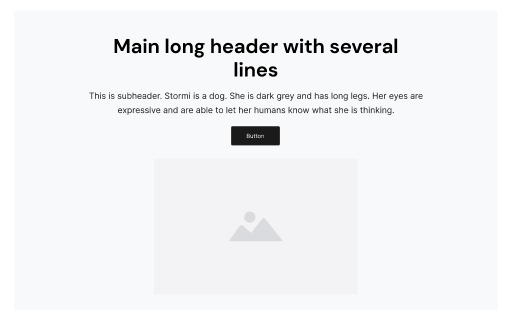 Main long header with several
lines
This is subheader. Stormi is a dog. She is dark grey and has long legs. Her eyes are
expressive and are able to let her humans know what she is thinking.
Button